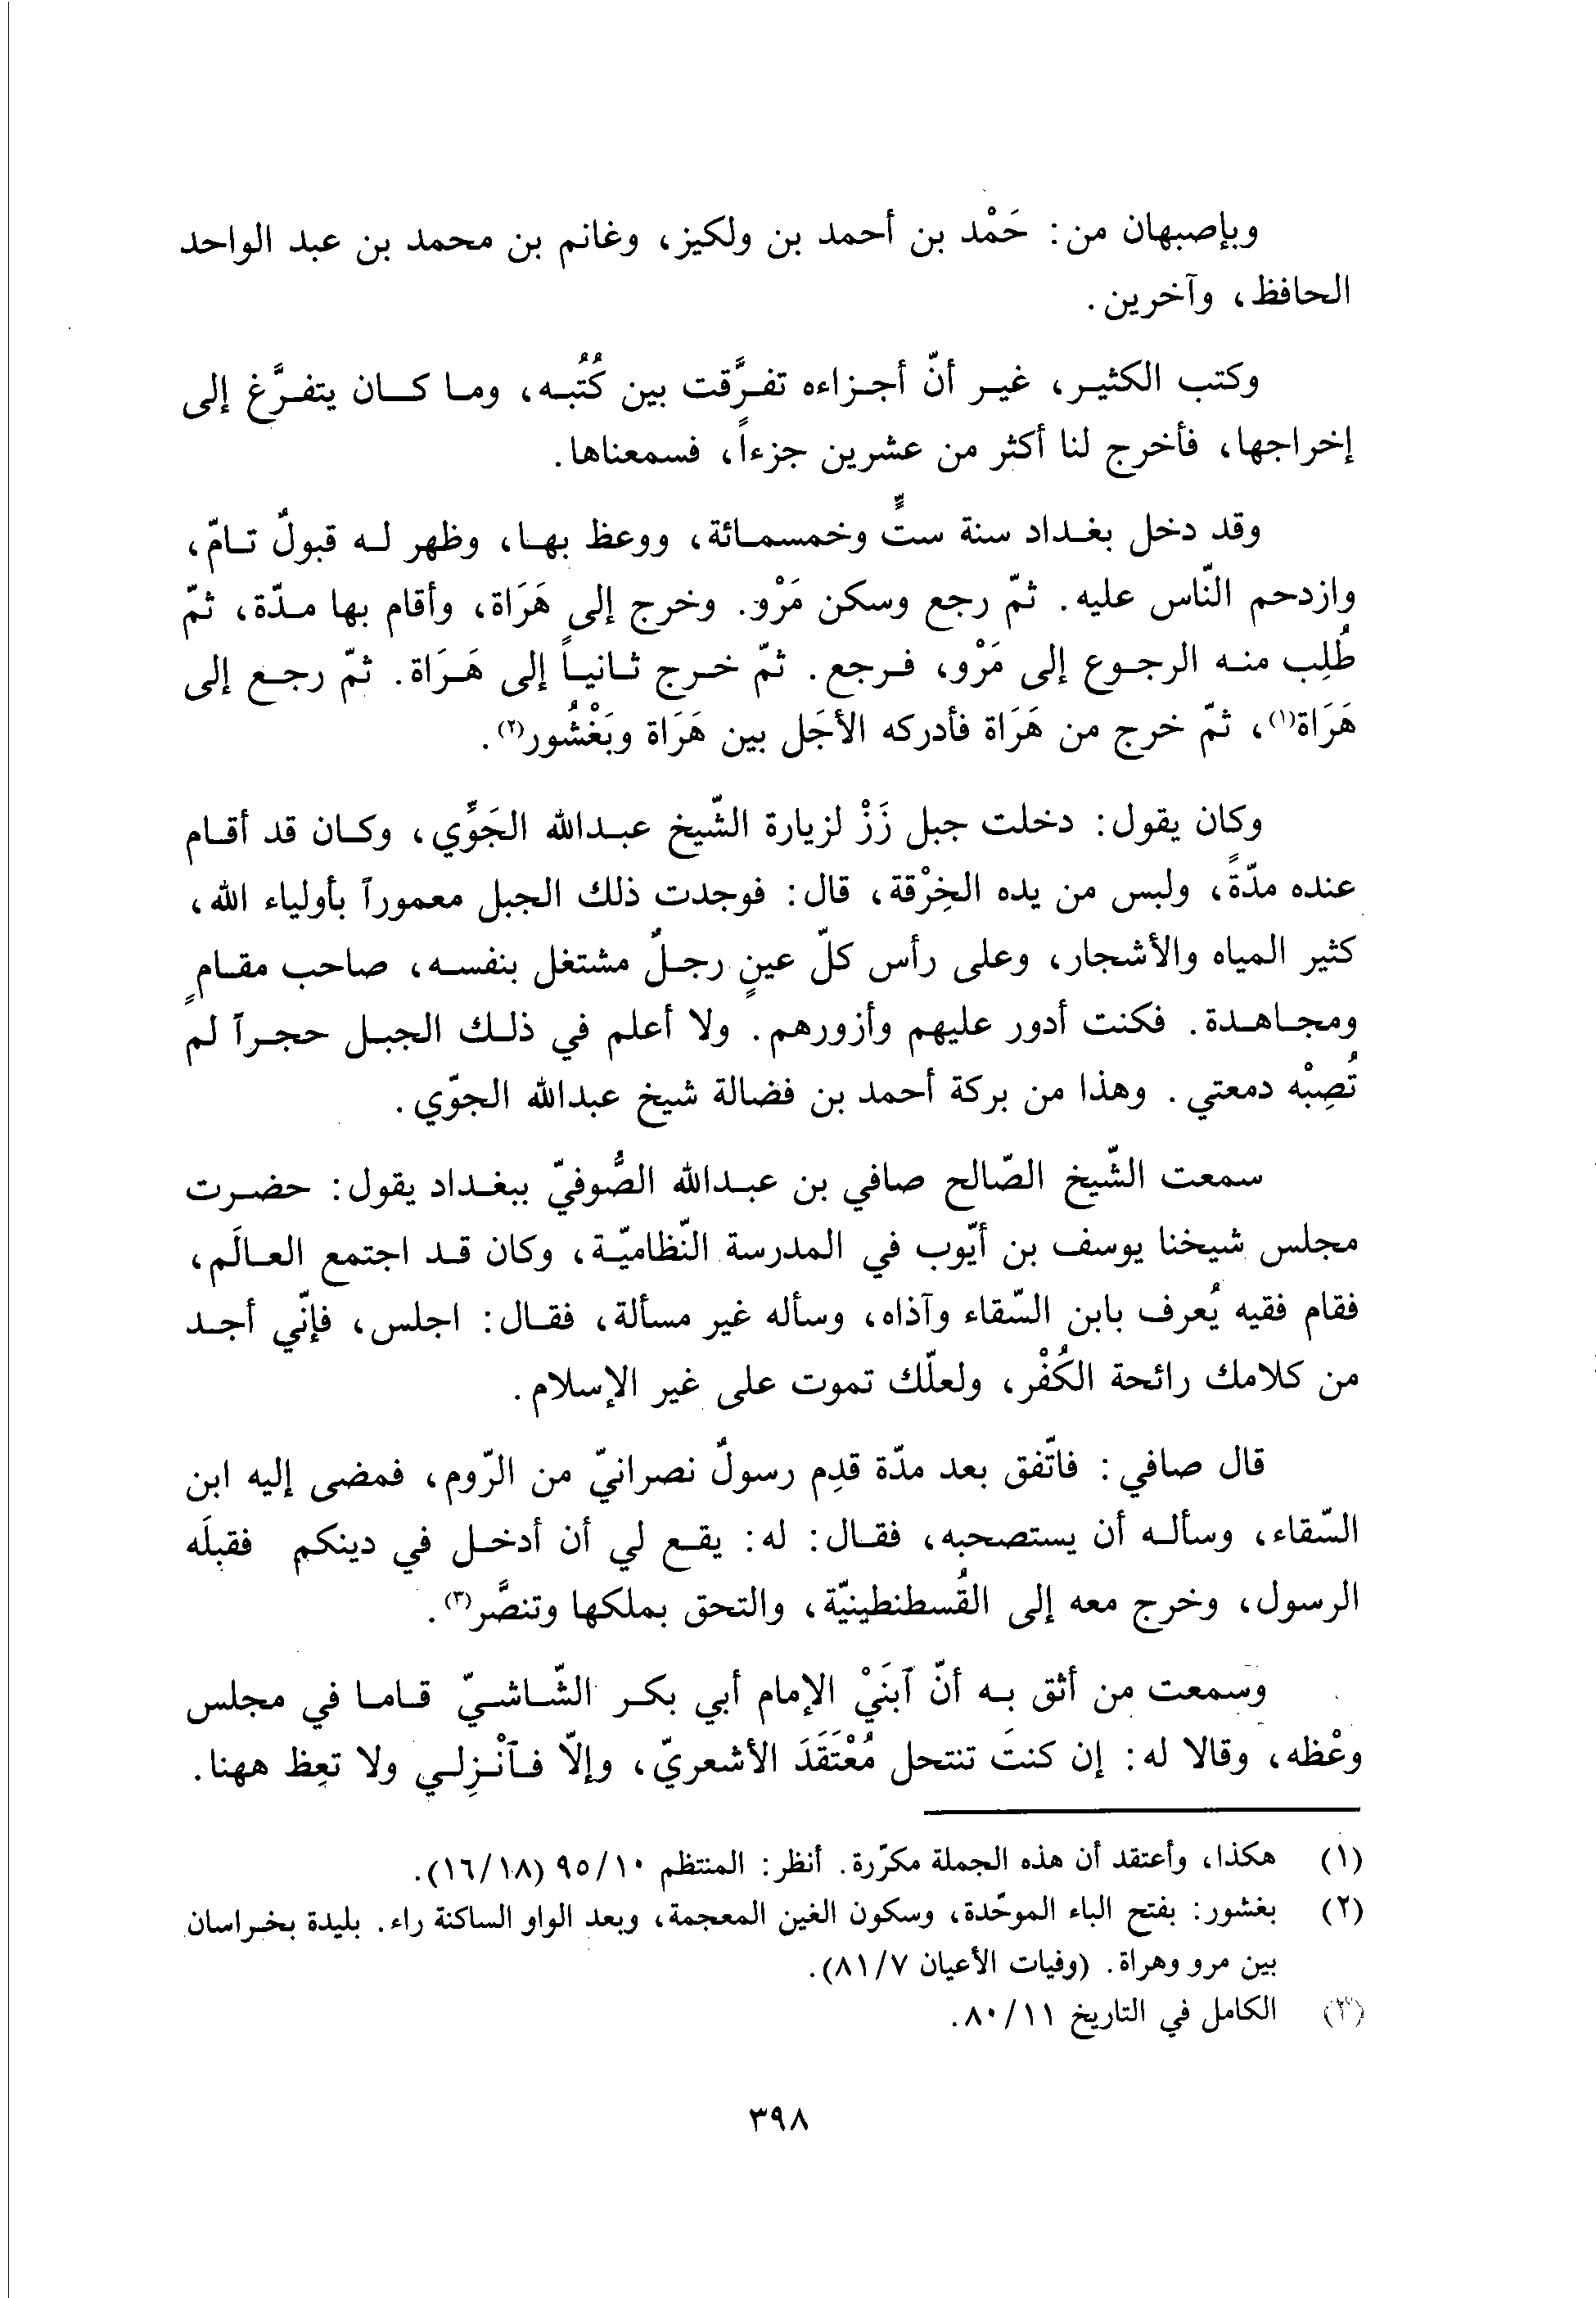 وبإصبهان من: حَمْد بن أحمد بن ولكيز، وغانم بن محمد بن عبد الواحد
الحافظ، وآخرين.
وكتب الكثير، غير أنّ أجزاءه تفرَّقت بين كُتُبه، وما كان يتفرَّغ إلى
إخراجها، فأخرج لنا أكثر من عشرين جزءاً، فسمعناها.
وقد دخل بغداد سنة ستٍّ وخمسمائة، ووعظ بها، وظهر له قبولٌ تامّ،
وازدحم النّاس عليه. ثمّ رجع وسكن مَرْو. وخرج إلى هَرَاة، وأقام بها مدّة، ثمّ
طُلِب منه الرجوع إلى مَرْو، فرجع. ثمّ خرج ثانياً إلى هَرَاة. ثمّ رجع إلى
هَرَاة(١)، ثمّ خرج من هَرَاة فأدركه الأجَل بين هَرَاة وبَغْشُور(٢).
وكان يقول: دخلت جبل زَزْ لزيارة الشّيخ عبدالله الجَوِّي، وكان قد أقام
عنده مدّةً، ولبس من يده الخِرْقة، قال: فوجدت ذلك الجبل معموراً بأولياء الله،
كثير المياه والأشجار، وعلى رأس كلّ عينٍ رجلٌ مشتغل بنفسه، صاحب مقامٍ
ومجاهدة. فكنت أدور عليهم وأزورهم. ولا أعلم في ذلك الجبل حجراً لم
تُصِبْه دمعتي. وهذا من بركة أحمد بن فضالة شيخ عبدالله الجوّي.
سمعت الشّيخ الصّالح صافي بن عبدالله الصُّوفيّ ببغداد يقول: حضرت
مجلس شيخنا يوسف بن أيّوب في المدرسة النّظاميّة، وكان قد اجتمع العالَم،
فقام فقيه يُعرف بابن السّقاء وآذاه، وسأله غير مسألة، فقال: اجلس، فإنّي أجد
من كلامك رائحة الكُفْر، ولعلّك تموت على غير الإسلام.
قال صافي: فاتّفق بعد مدّة قدِم رسولٌ نصرانيّ من الرّوم، فمضى إليه ابن
السّقاء، وسأله أن يستصحبه، فقال: له: يقع لي أن أدخل في دينكم فقبلَه
الرسول، وخرج معه إلى القُسطنطينيّة، والتحق بملكها وتنصَّر(٣).
وسمعت من أثق به أنّ آبنَيْ الإمام أبي بكر الشّاشيّ قاما في مجلس
وعْظه، وقالا له: إن كنتَ تنتحل مُعْتَقَدَ الأشعريّ، وإلاّ فآنْزِلي ولا تعِظ ههنا.
(١) هكذا، وأعتقد أن هذه الجملة مكرّرة. أنظر: المنتظم ٩٥/١٠ (١٦/١٨).
(٢) بغشور: بفتح الباء الموحّدة، وسكون الغين المعجمة، وبعد الواو الساكنة راء. بليدة بخراسان
بين مرو وهراة. (وفيات الأعيان ٨١/٧).
(٣) الكامل في التاريخ ٨٠/١١.
٣٩٨